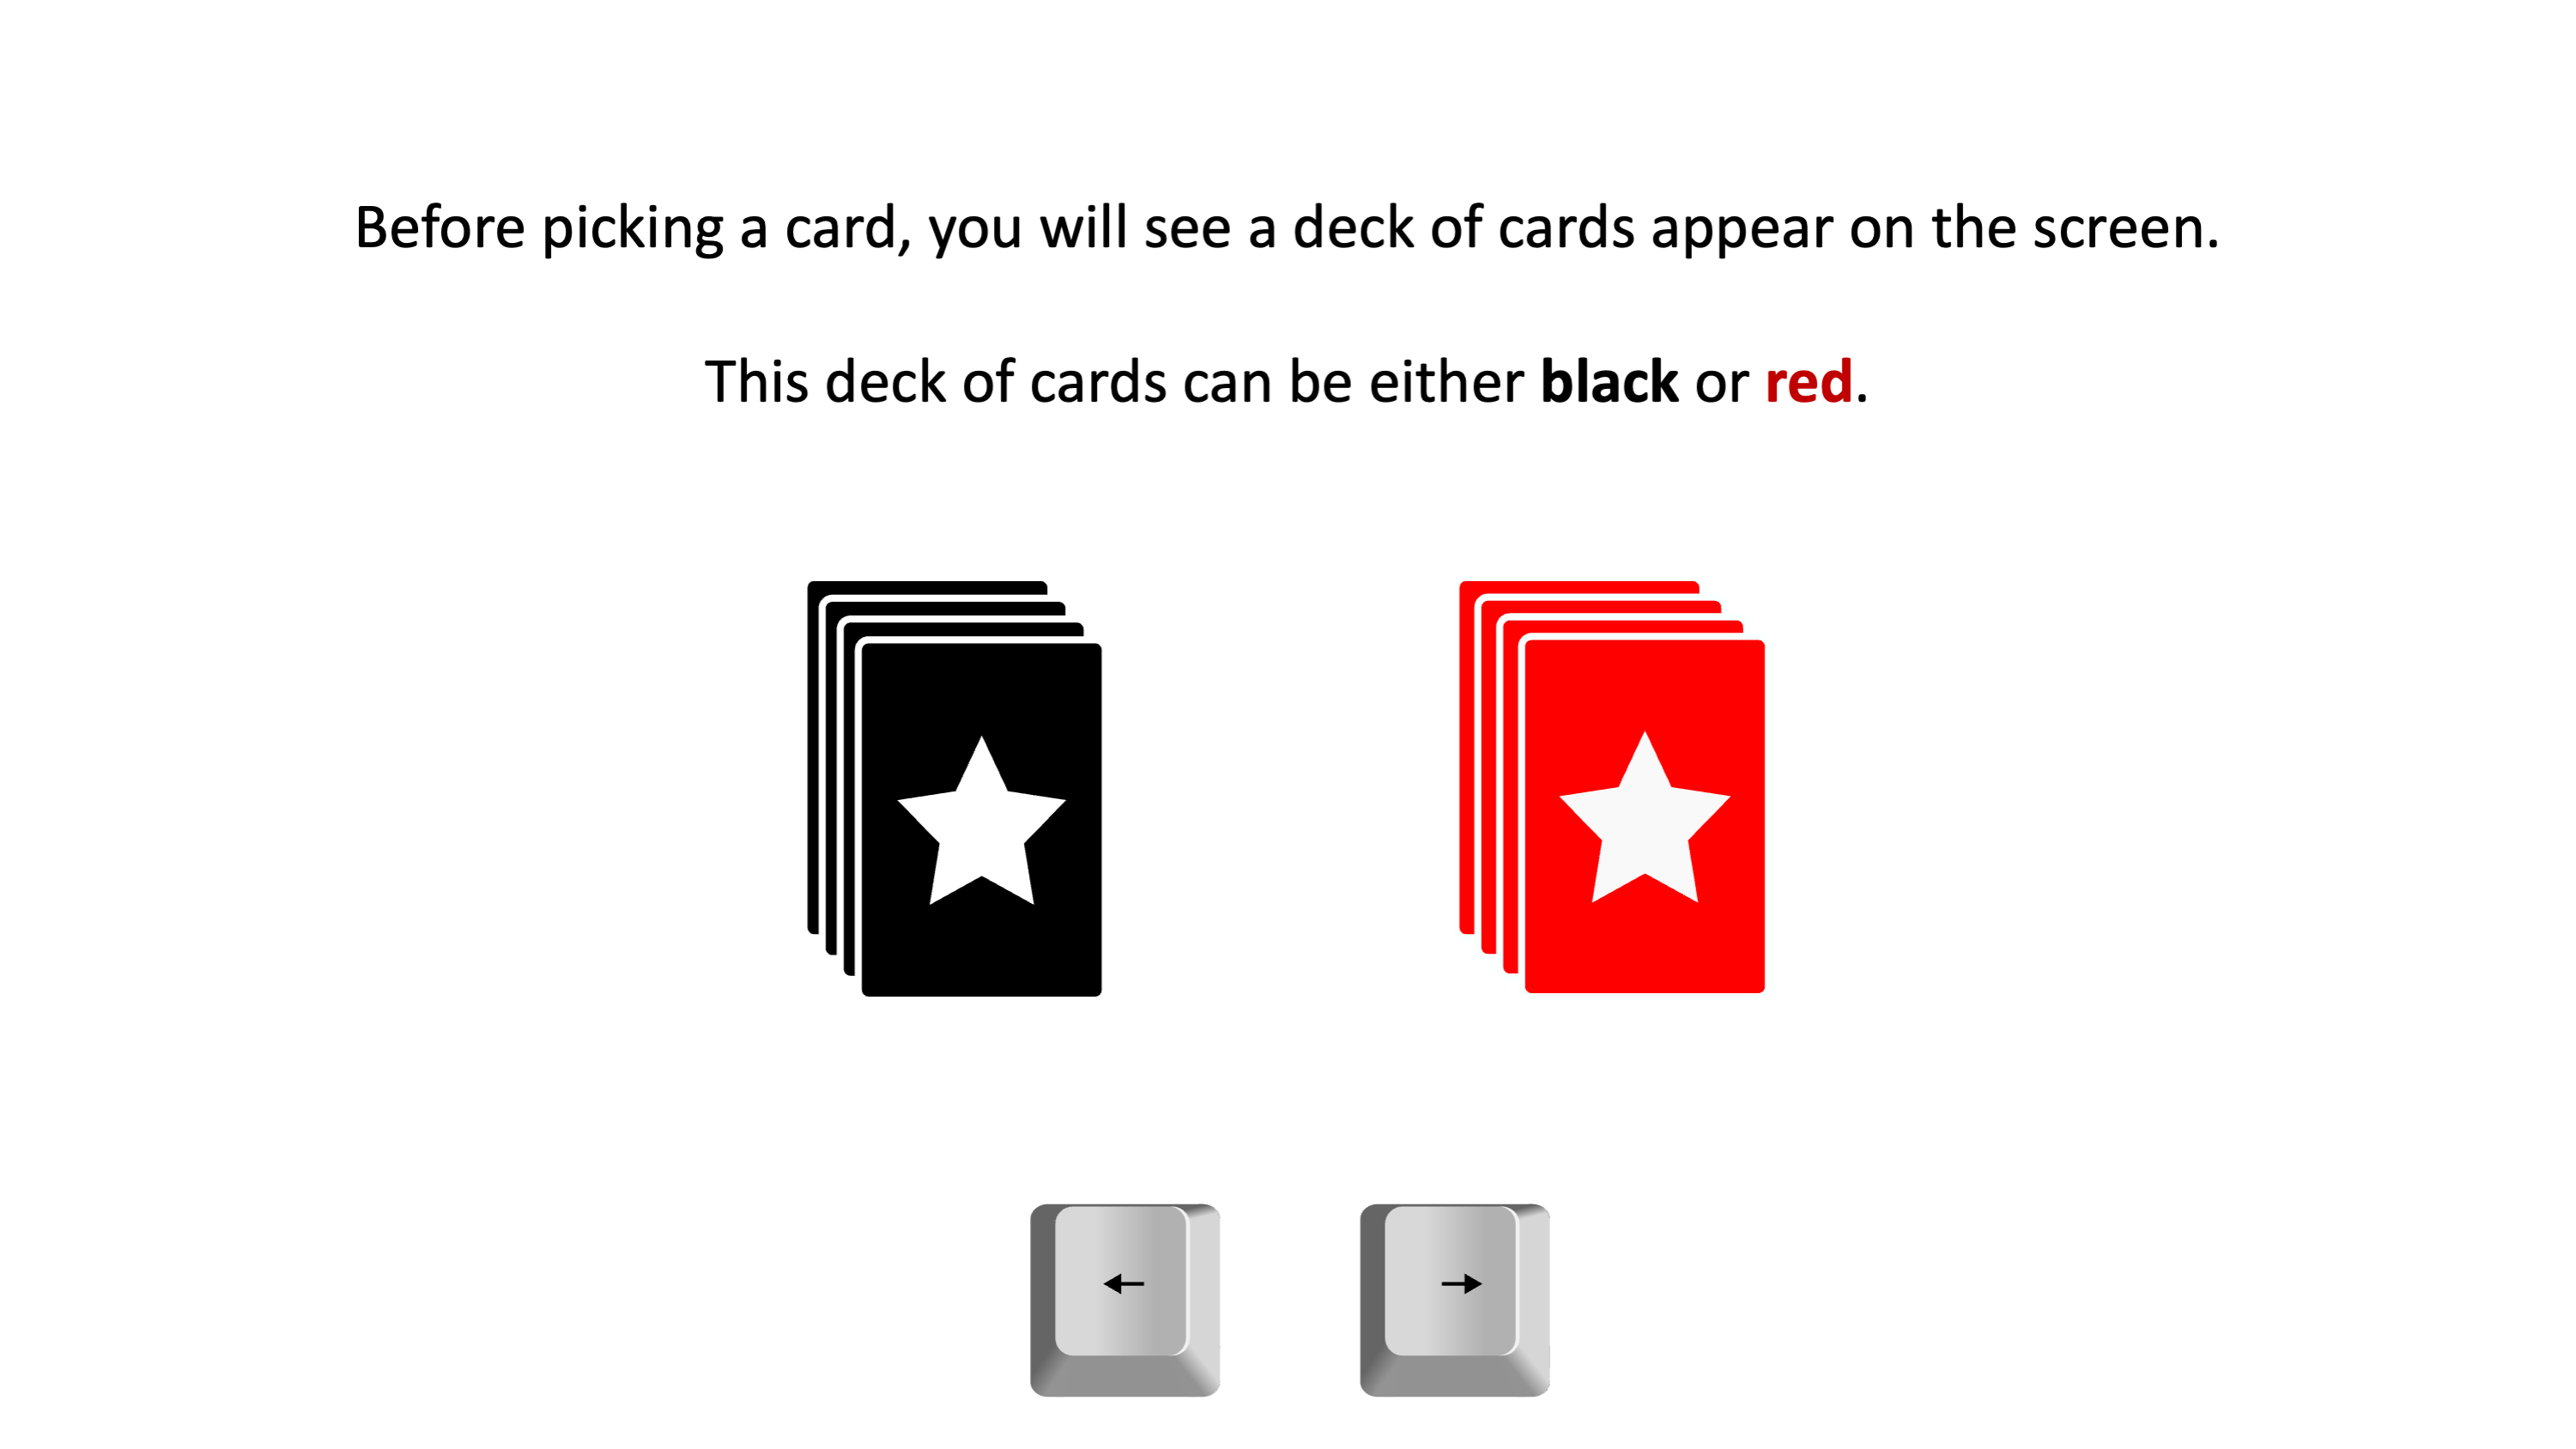 Before picking a card, you will see a deck of cards appear on the screen.
This deck of cards can be either black or red.